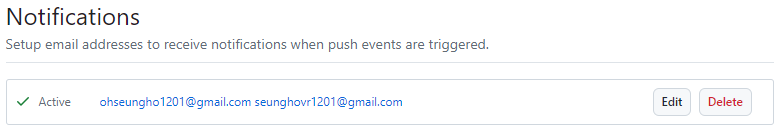 Notifications
Setup email addresses to receive notifications when push events are triggered.
Active ohseungho1201@gmail.com seunghovr1201@gmail.com Edit Delete